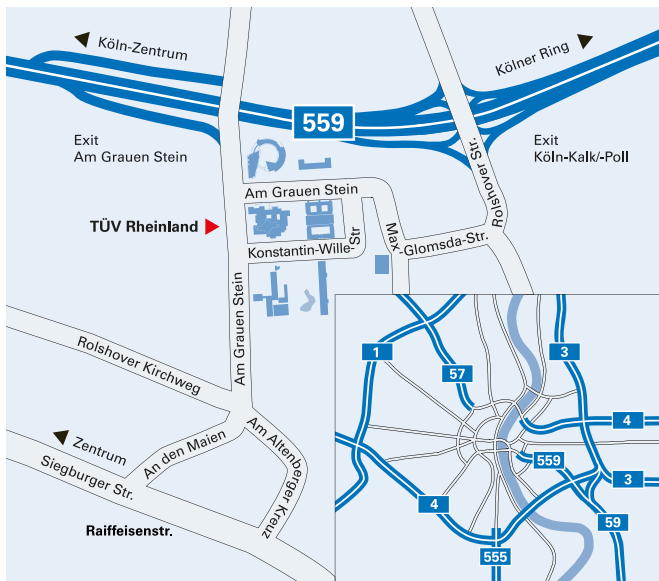 Köln-Zentrum
Kölner Ring
559
Exit
Am Grauen Stein
Exit
Köln-Kalk/-Poll
Rolshover Str.
Am Grauen Stein
TÜV Rheinland
Konstantin-Wille-Str
Max-Glomsda-Str.
Am Grauen Stein
Rolshover Kirchweg
Zentrum
An den Maien
Am Altenberger Kreuz
Siegburger Str.
Raiffeisenstr.
1
3
57
4
559
3
4
59
555